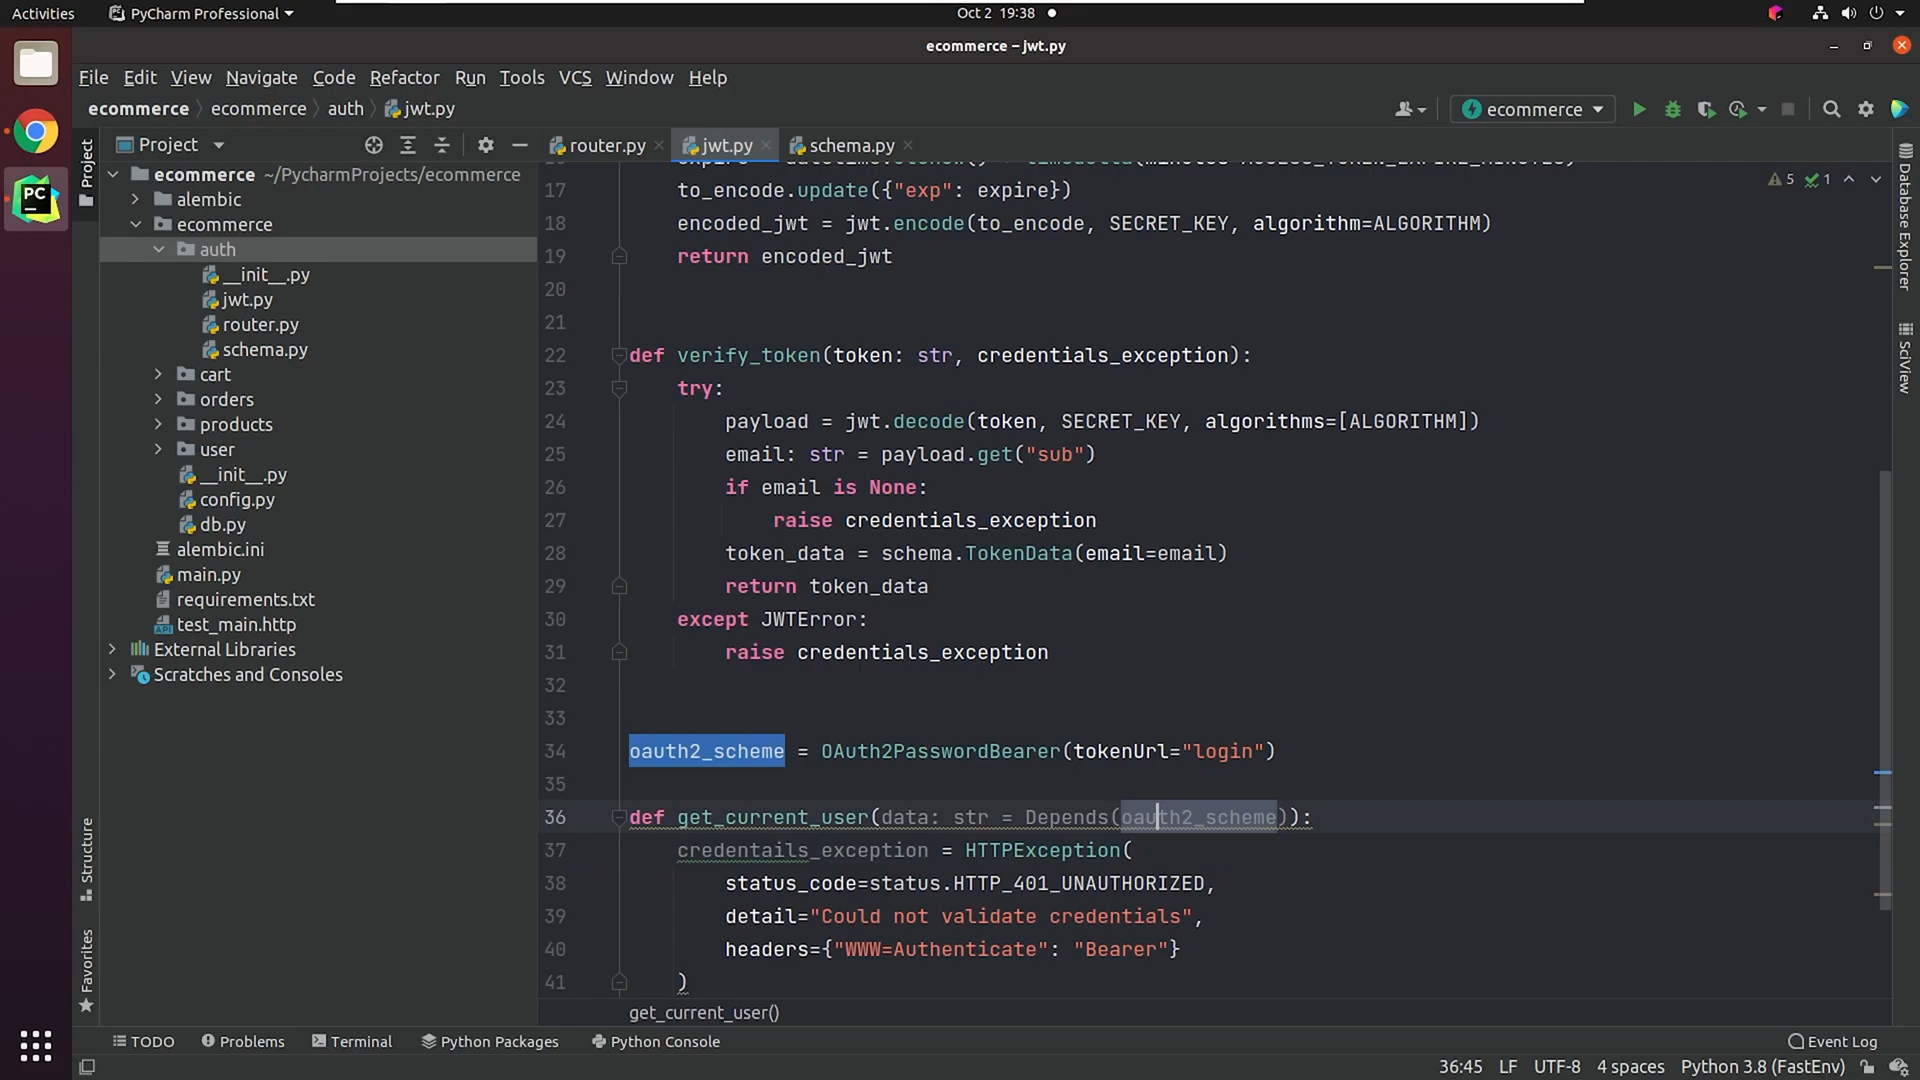 Activities
PyCharm Professional
Oct 2 19:38
ecommerce – jwt.py
File Edit View Navigate Code Refactor Run Tools VCS Window Help
ecommerce ecommerce auth jwt.py
ecommerce
Project
Project
router.py
jwt.py
schema.py
ecommerce ~/PycharmProjects/ecommerce
alembic
ecommerce
auth
__init__.py
jwt.py
router.py
schema.py
cart
orders
products
user
__init__.py
config.py
db.py
alembic.ini
main.py
requirements.txt
test_main.http
External Libraries
Scratches and Consoles
Structure
Favorites
5 1
17 to_encode.update({"exp": expire})
18 encoded_jwt = jwt.encode(to_encode, SECRET_KEY, algorithm=ALGORITHM)
19 return encoded_jwt
20
21
22 def verify_token(token: str, credentials_exception):
23 try:
24 payload = jwt.decode(token, SECRET_KEY, algorithms=[ALGORITHM])
25 email: str = payload.get("sub")
26 if email is None:
27 raise credentials_exception
28 token_data = schema.TokenData(email=email)
29 return token_data
30 except JWTError:
31 raise credentials_exception
32
33
34 oauth2_scheme = OAuth2PasswordBearer(tokenUrl="login")
35
36 def get_current_user(data: str = Depends(oauth2_scheme)):
37 credentails_exception = HTTPException(
38 status_code=status.HTTP_401_UNAUTHORIZED,
39 detail="Could not validate credentials",
40 headers={"WWW=Authenticate": "Bearer"}
41 )
get_current_user()
Database Explorer
SciView
TODO Problems Terminal Python Packages Python Console Event Log
36:45 LF UTF-8 4 spaces Python 3.8 (FastEnv)